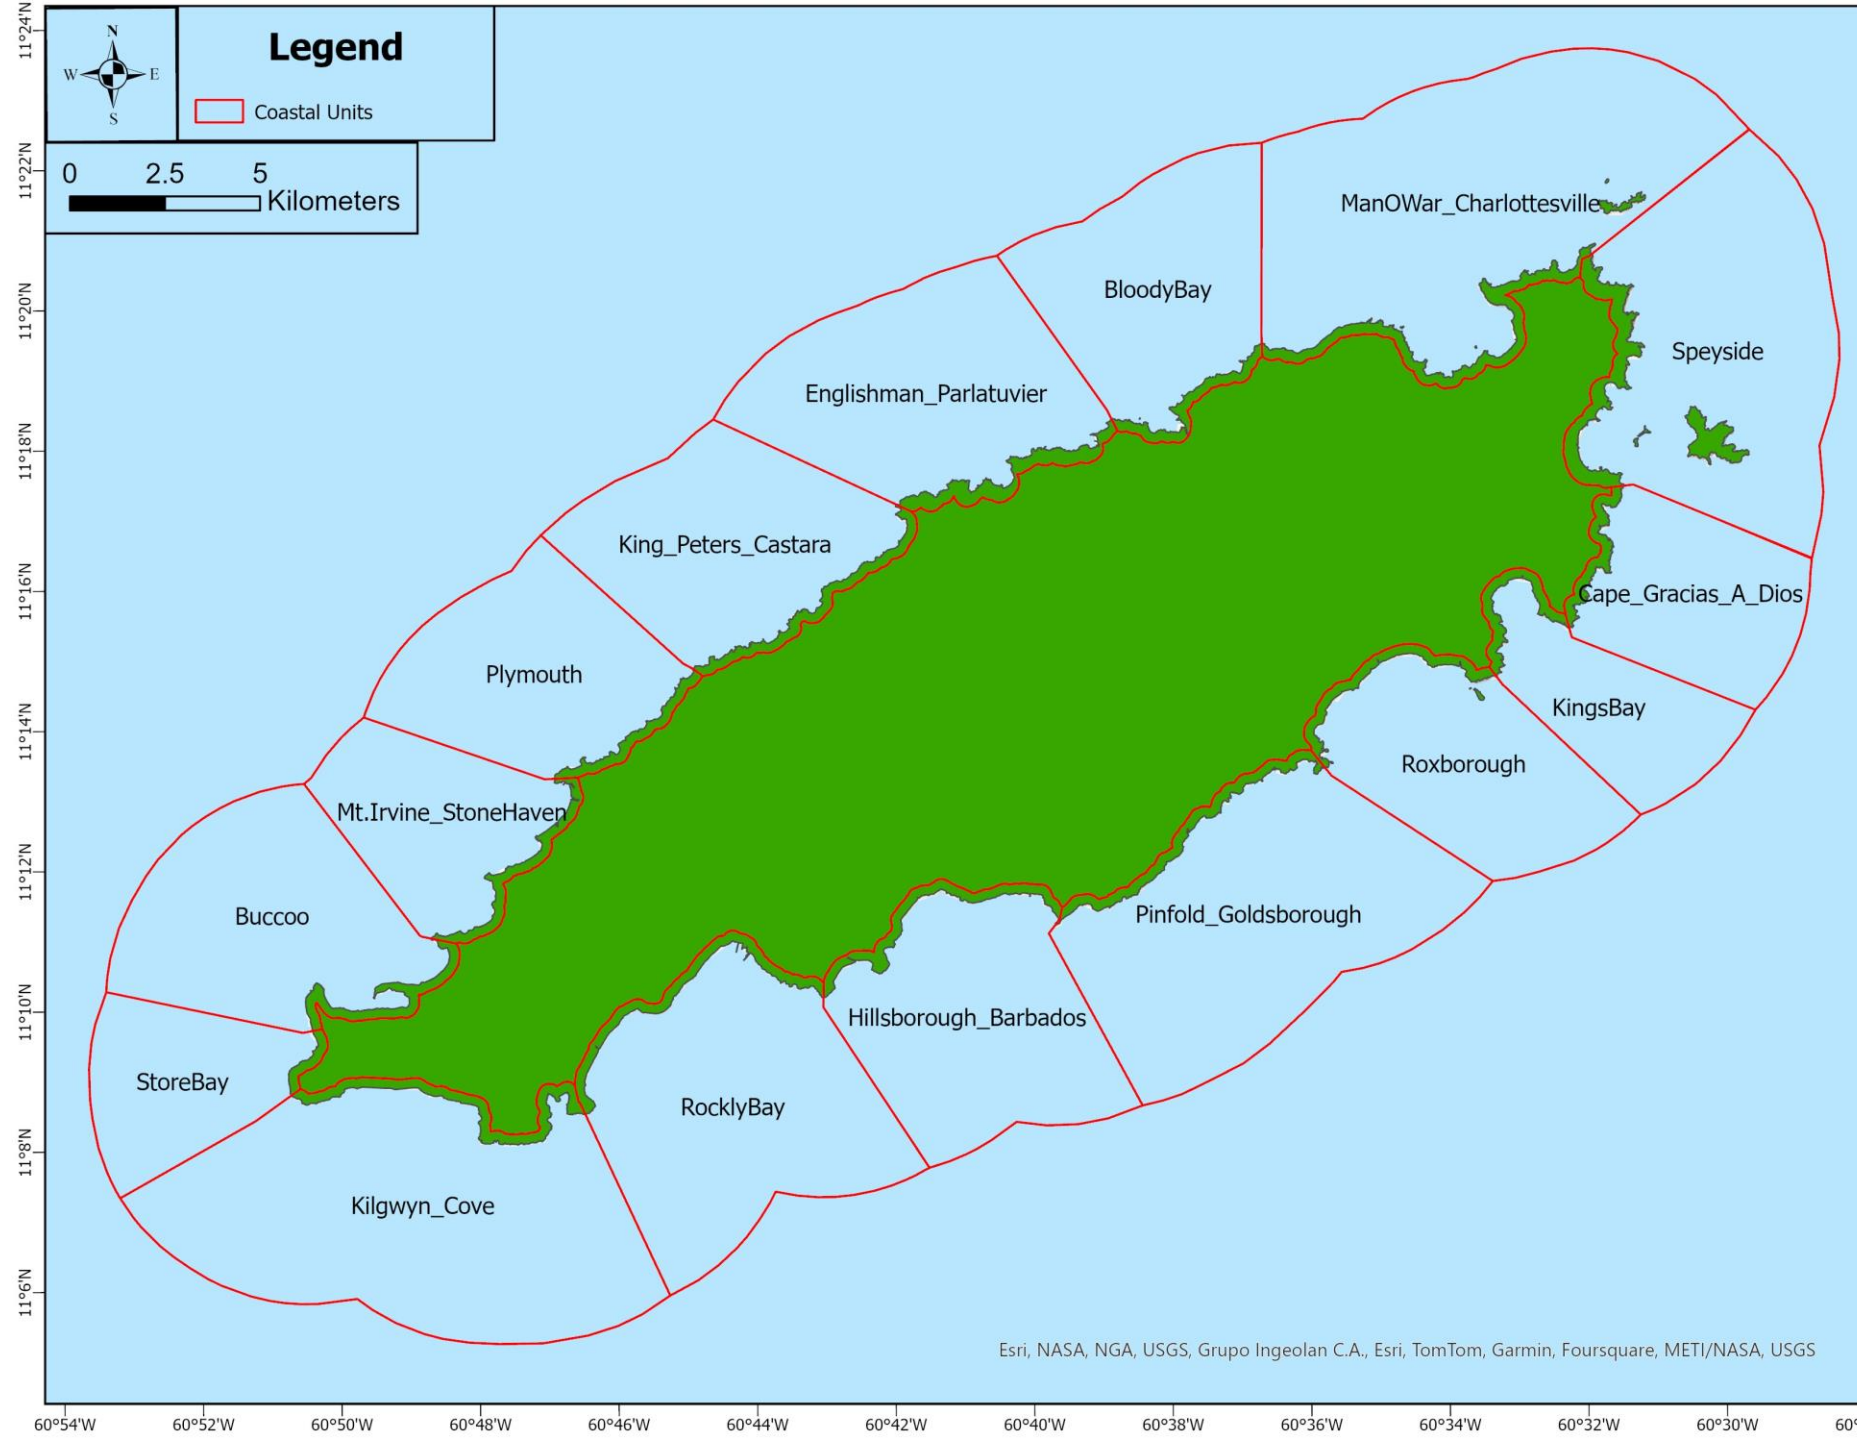 N
W E
S
Legend
Coastal Units
0 2.5 5
Kilometers
11°24'N
11°22'N
11°20'N
11°18'N
11°16'N
11°14'N
11°12'N
11°10'N
11°8'N
11°6'N
ManOWar_Charlottesville
BloodyBay
Speyside
Englishman_Parlatuvier
King_Peters_Castara
Cape_Gracias_A_Dios
Plymouth
KingsBay
Roxborough
Mt.Irvine_StoneHaven
Buccoo
Pinfold_Goldsborough
Hillsborough_Barbados
StoreBay
RocklyBay
Kilgwyn_Cove
Esri, NASA, NGA, USGS, Grupo Ingeolan C.A., Esri, TomTom, Garmin, Foursquare, METI/NASA, USGS
60°54'W 60°52'W 60°50'W 60°48'W 60°46'W 60°44'W 60°42'W 60°40'W 60°38'W 60°36'W 60°34'W 60°32'W 60°30'W